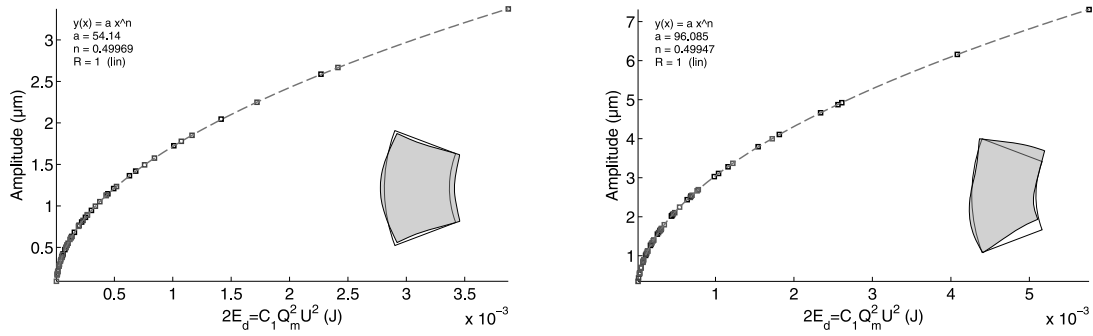 y(x) = a x^n
a = 54.14
n = 0.49969
R = 1 (lin)
Amplitude (μm)
3
2.5
2
1.5
1
0.5
0.5 1 1.5 2 2.5 3 3.5
2E_d=C_1Q_m^2U^2 (J)
x 10^-3
y(x) = a x^n
a = 96.085
n = 0.49947
R = 1 (lin)
Amplitude (μm)
7
6
5
4
3
2
1
1 2 3 4 5
2E_d=C_1Q_m^2U^2 (J)
x 10^-3